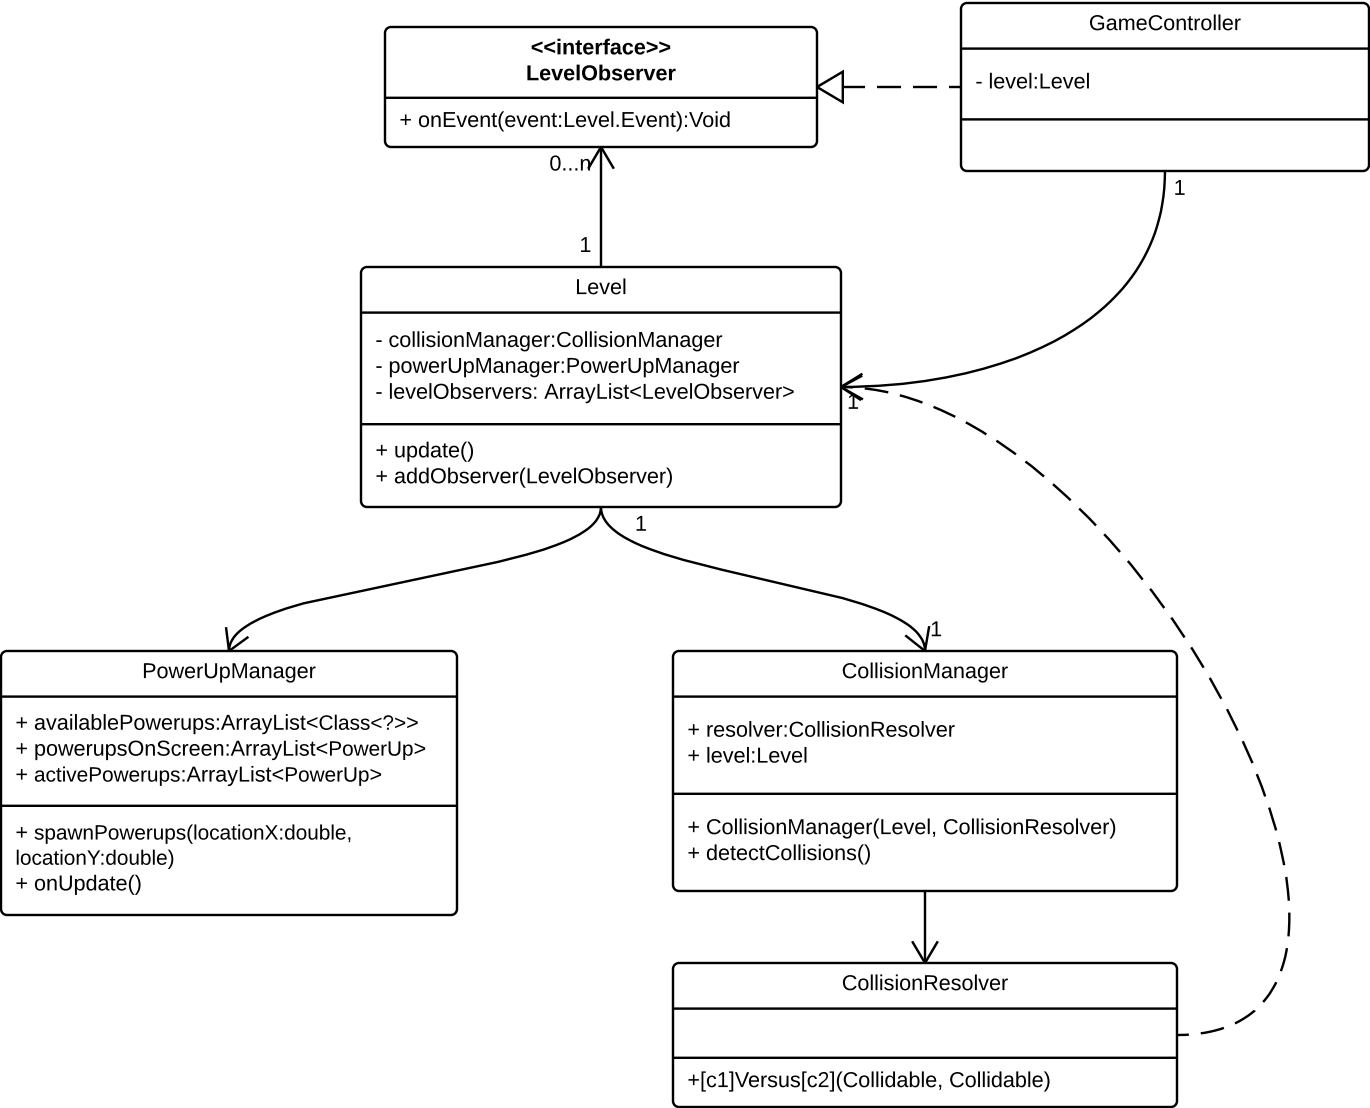 <<interface>>
LevelObserver
+ onEvent(event:Level.Event):Void
GameController
- level:Level
0...n
1
1
Level
- collisionManager:CollisionManager
- powerUpManager:PowerUpManager
- levelObservers: ArrayList<LevelObserver>
+ update()
+ addObserver(LevelObserver)
1
1
1
PowerUpManager
+ availablePowerups:ArrayList<Class<?>>
+ powerupsOnScreen:ArrayList<PowerUp>
+ activePowerups:ArrayList<PowerUp>
+ spawnPowerups(locationX:double,
locationY:double)
+ onUpdate()
CollisionManager
+ resolver:CollisionResolver
+ level:Level
+ CollisionManager(Level, CollisionResolver)
+ detectCollisions()
CollisionResolver
+[c1]Versus[c2](Collidable, Collidable)